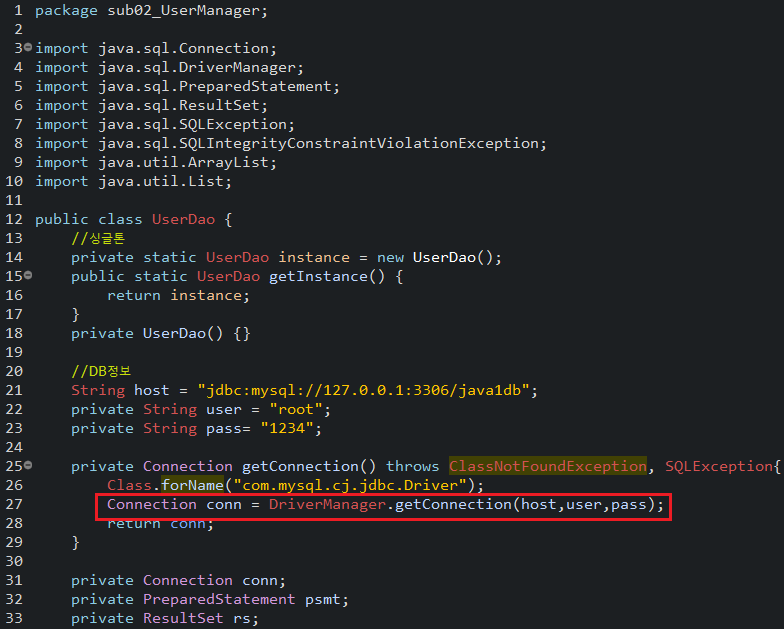 1 package sub02_UserManager;
2
3 import java.sql.Connection;
4 import java.sql.DriverManager;
5 import java.sql.PreparedStatement;
6 import java.sql.ResultSet;
7 import java.sql.SQLException;
8 import java.sql.SQLIntegrityConstraintViolationException;
9 import java.util.ArrayList;
10 import java.util.List;
11
12 public class UserDao {
13     //싱글톤
14     private static UserDao instance = new UserDao();
15     public static UserDao getInstance() {
16         return instance;
17     }
18     private UserDao() {}
19
20     //DB정보
21     String host = "jdbc:mysql://127.0.0.1:3306/java1db";
22     private String user = "root";
23     private String pass= "1234";
24
25     private Connection getConnection() throws ClassNotFoundException, SQLException{
26         Class.forName("com.mysql.cj.jdbc.Driver");
27         Connection conn = DriverManager.getConnection(host,user,pass);
28         return conn;
29     }
30
31     private Connection conn;
32     private PreparedStatement psmt;
33     private ResultSet rs;